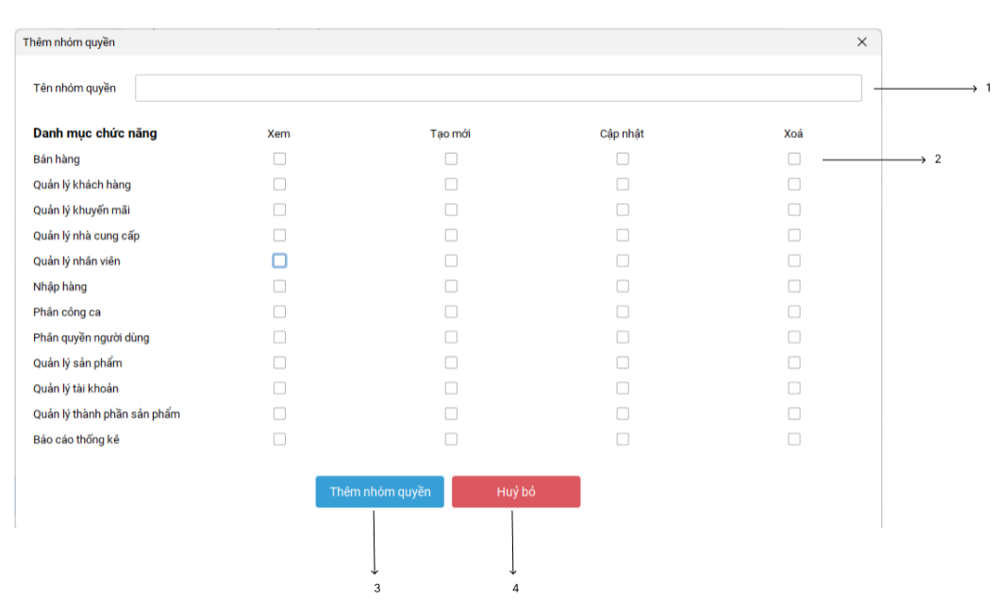 Thêm nhóm quyền
Tên nhóm quyền 1
Danh mục chức năng Xem Tạo mới Cập nhật Xoá
Bán hàng 2
Quản lý khách hàng
Quản lý khuyến mãi
Quản lý nhà cung cấp
Quản lý nhân viên
Nhập hàng
Phân công ca
Phân quyền người dùng
Quản lý sản phẩm
Quản lý tài khoản
Quản lý thành phần sản phẩm
Báo cáo thống kê
Thêm nhóm quyền Huỷ bỏ
3 4